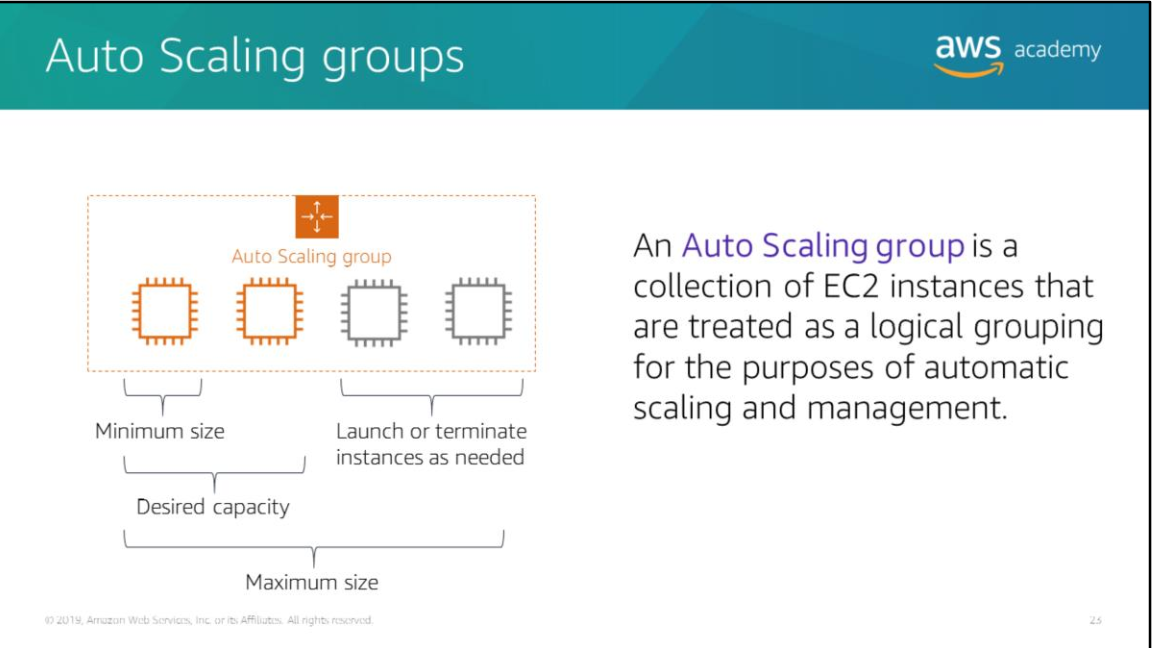 Auto Scaling groups
aws academy
Auto Scaling group
Minimum size
Launch or terminate
instances as needed
Desired capacity
Maximum size
An Auto Scaling group is a
collection of EC2 instances that
are treated as a logical grouping
for the purposes of automatic
scaling and management.
© 2019, Amazon Web Services, Inc. or its Affiliates. All rights reserved.
23